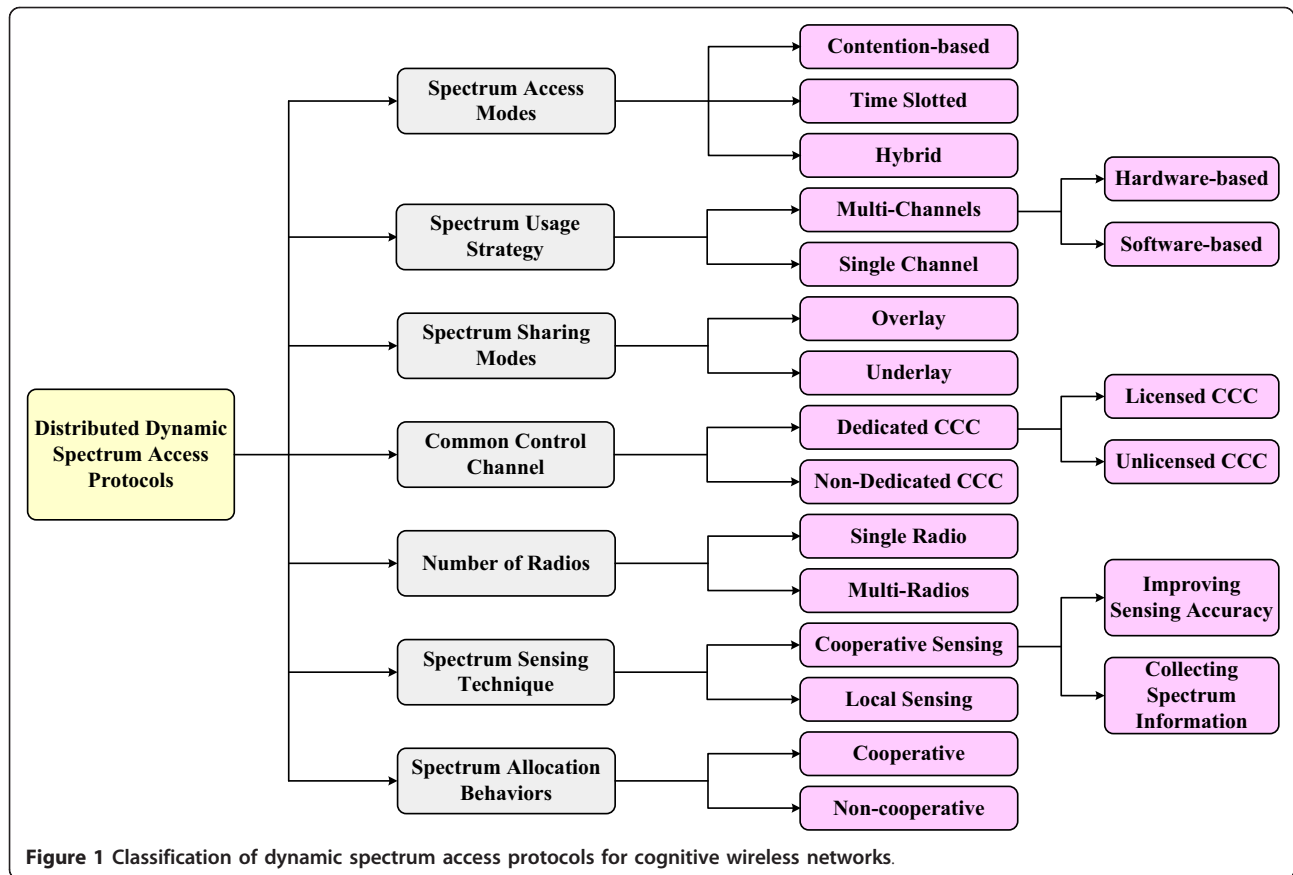 Distributed Dynamic
Spectrum Access
Protocols
Spectrum Access
Modes
Contention-based
Time Slotted
Hybrid
Spectrum Usage
Strategy
Multi-Channels
Hardware-based
Software-based
Single Channel
Spectrum Sharing
Modes
Overlay
Underlay
Common Control
Channel
Dedicated CCC
Licensed CCC
Unlicensed CCC
Non-Dedicated CCC
Number of Radios
Single Radio
Multi-Radios
Spectrum Sensing
Technique
Cooperative Sensing
Improving
Sensing Accuracy
Collecting
Spectrum
Information
Local Sensing
Spectrum Allocation
Behaviors
Cooperative
Non-cooperative
Figure 1 Classification of dynamic spectrum access protocols for cognitive wireless networks.